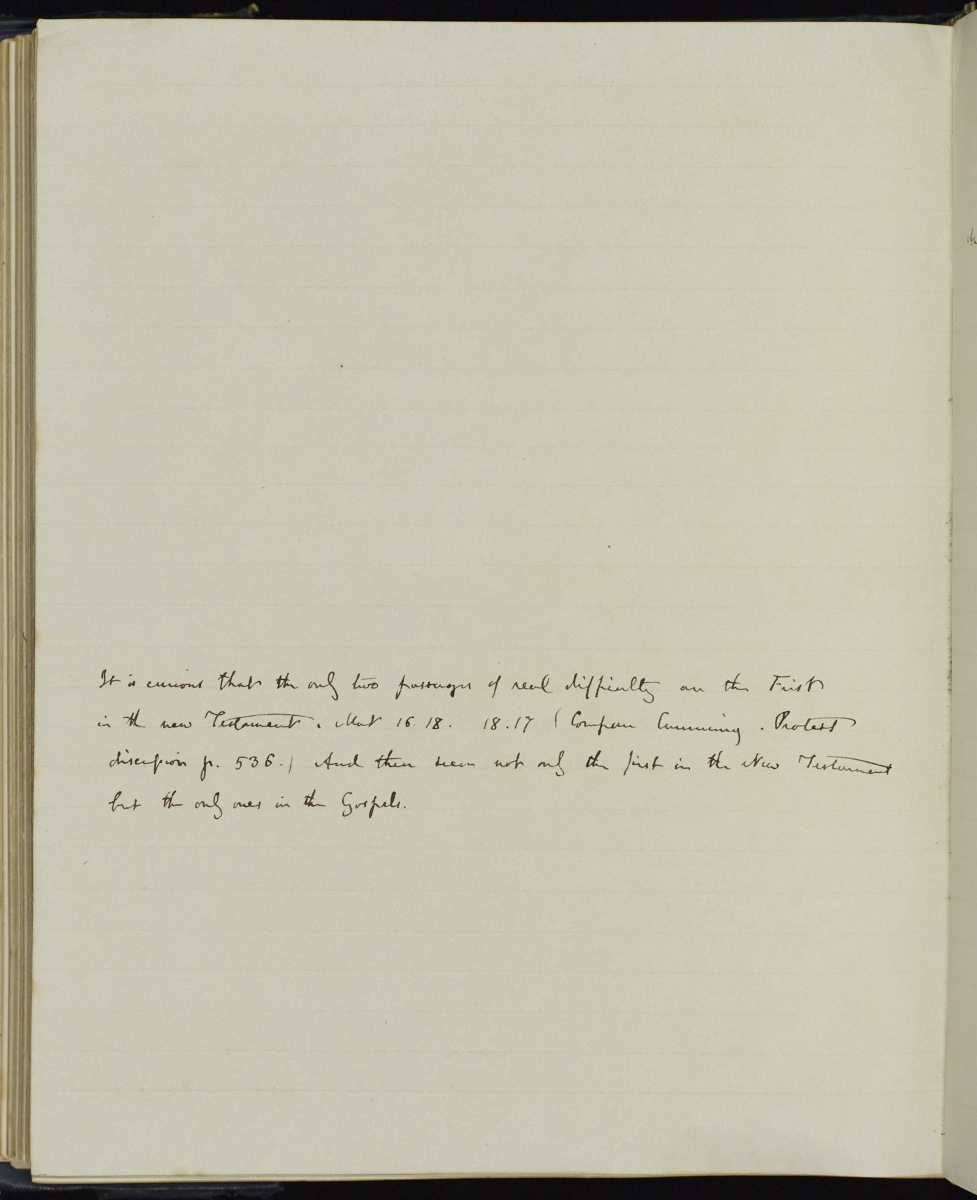 It is curious that the only two passages of real difficulty are the First
in the new Testament. Mat 16.18. 18.17 (Compare Cumming. Protest
discussion p. 536.) And these seem not only the first in the New Testament
but the only ones in the Gospels.